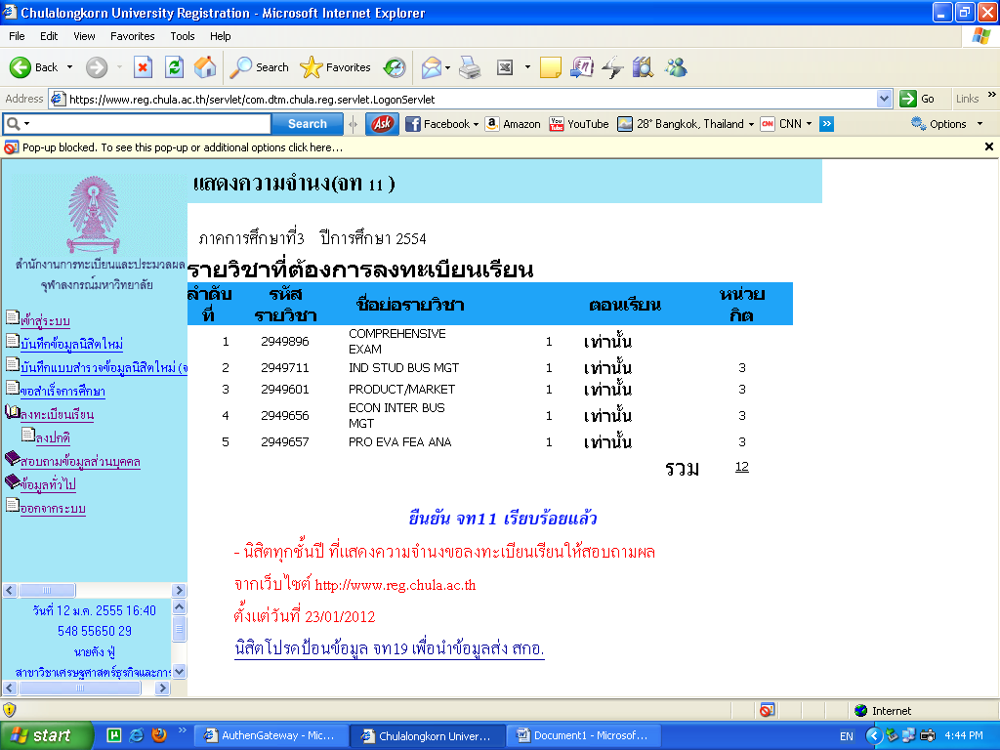 Chulalongkorn University Registration - Microsoft Internet Explorer
File Edit View Favorites Tools Help
Back Search Favorites
Address https://www.reg.chula.ac.th/servlet/com.dtm.chula.reg.servlet.LogonServlet Go Links »
Search Ask Facebook Amazon YouTube 28° Bangkok, Thailand CNN CNN » Options
Pop-up blocked. To see this pop-up or additional options click here...
แสดงความจำนง(จท 11 )
สำนักงานการทะเบียนและประมวลผล
จุฬาลงกรณ์มหาวิทยาลัย
เข้าสู่ระบบ
บันทึกข้อมูลนิสิตใหม่
บันทึกแบบสำรวจข้อมูลนิสิตใหม่ (จ
ขอสำเร็จการศึกษา
ลงทะเบียนเรียน
ลงปกติ
สอบถามข้อมูลส่วนบุคคล
ข้อมูลทั่วไป
ออกจากระบบ
วันที่ 12 ม.ค. 2555 16:40
548 55650 29
นายคัง ฟู่
สาขาวิชาเศรษฐศาสตร์ธุรกิจและการ
ภาคการศึกษาที่3 ปีการศึกษา 2554
รายวิชาที่ต้องการลงทะเบียนเรียน
ลำดับที่ รหัสรายวิชา ชื่อย่อรายวิชา ตอนเรียน หน่วยกิต
1 2949896 COMPREHENSIVE EXAM 1 เท่านั้น
2 2949711 IND STUD BUS MGT 1 เท่านั้น 3
3 2949601 PRODUCT/MARKET 1 เท่านั้น 3
4 2949656 ECON INTER BUS MGT 1 เท่านั้น 3
5 2949657 PRO EVA FEA ANA 1 เท่านั้น 3
รวม 12
ยืนยัน จท11 เรียบร้อยแล้ว
- นิสิตทุกชั้นปี ที่แสดงความจำนงขอลงทะเบียนเรียนให้สอบถามผล
จากเว็บไซต์ http://www.reg.chula.ac.th
ตั้งแต่วันที่ 23/01/2012
นิสิตโปรดป้อนข้อมูล จท19 เพื่อนำข้อมูลส่ง สกอ.
Internet
start AuthenGateway - Mic... Chulalongkorn Univer... Document1 - Microsof... EN 4:44 PM